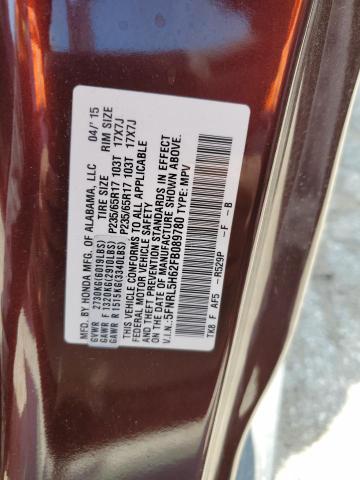 MFD. BY HONDA MFG. OF ALABAMA, LLC 04/'15
TIRE SIZE RIM SIZE
GVWR 2730KG(6019LBS)
GAWR F 1320KG(2910LBS) P235/65R17 103T 17X7J
GAWR R 1515KG(3340LBS) P235/65R17 103T 17X7J
THIS VEHICLE CONFORMS TO ALL APPLICABLE
FEDERAL MOTOR VEHICLE SAFETY
AND THEFT PREVENTION STANDARDS IN EFFECT
ON THE DATE OF MANUFACTURE SHOWN ABOVE.
V.I.N.:5FNRL5H62FB089780 TYPE: MPV
TK8 F AF5 -R529P -F -B